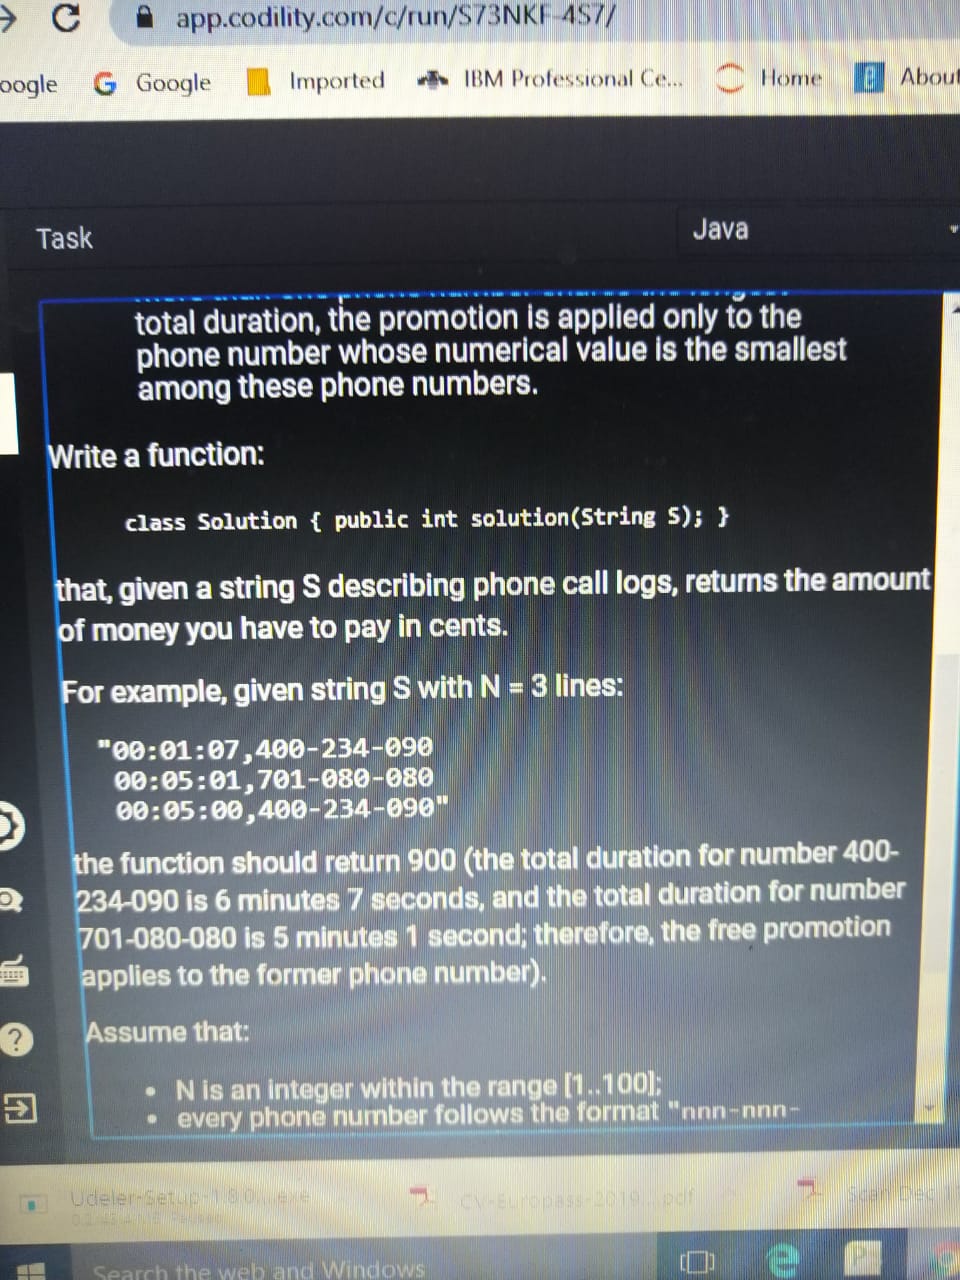 app.codility.com/c/run/S73NKF-4S7/
oogle Google Imported IBM Professional Ce... Home About
Task Java
total duration, the promotion is applied only to the
phone number whose numerical value is the smallest
among these phone numbers.
Write a function:
class Solution { public int solution(String S); }
that, given a string S describing phone call logs, returns the amount
of money you have to pay in cents.
For example, given string S with N = 3 lines:
"00:01:07,400-234-090
00:05:01,701-080-080
00:05:00,400-234-090"
the function should return 900 (the total duration for number 400-
234-090 is 6 minutes 7 seconds, and the total duration for number
701-080-080 is 5 minutes 1 second; therefore, the free promotion
applies to the former phone number).
Assume that:
• N is an integer within the range [1..100];
• every phone number follows the format "nnn-nnn-
Udeler-Setup-1.8.0....exe CV-Europass-2019....pdf Scan Dec 1
Search the web and Windows